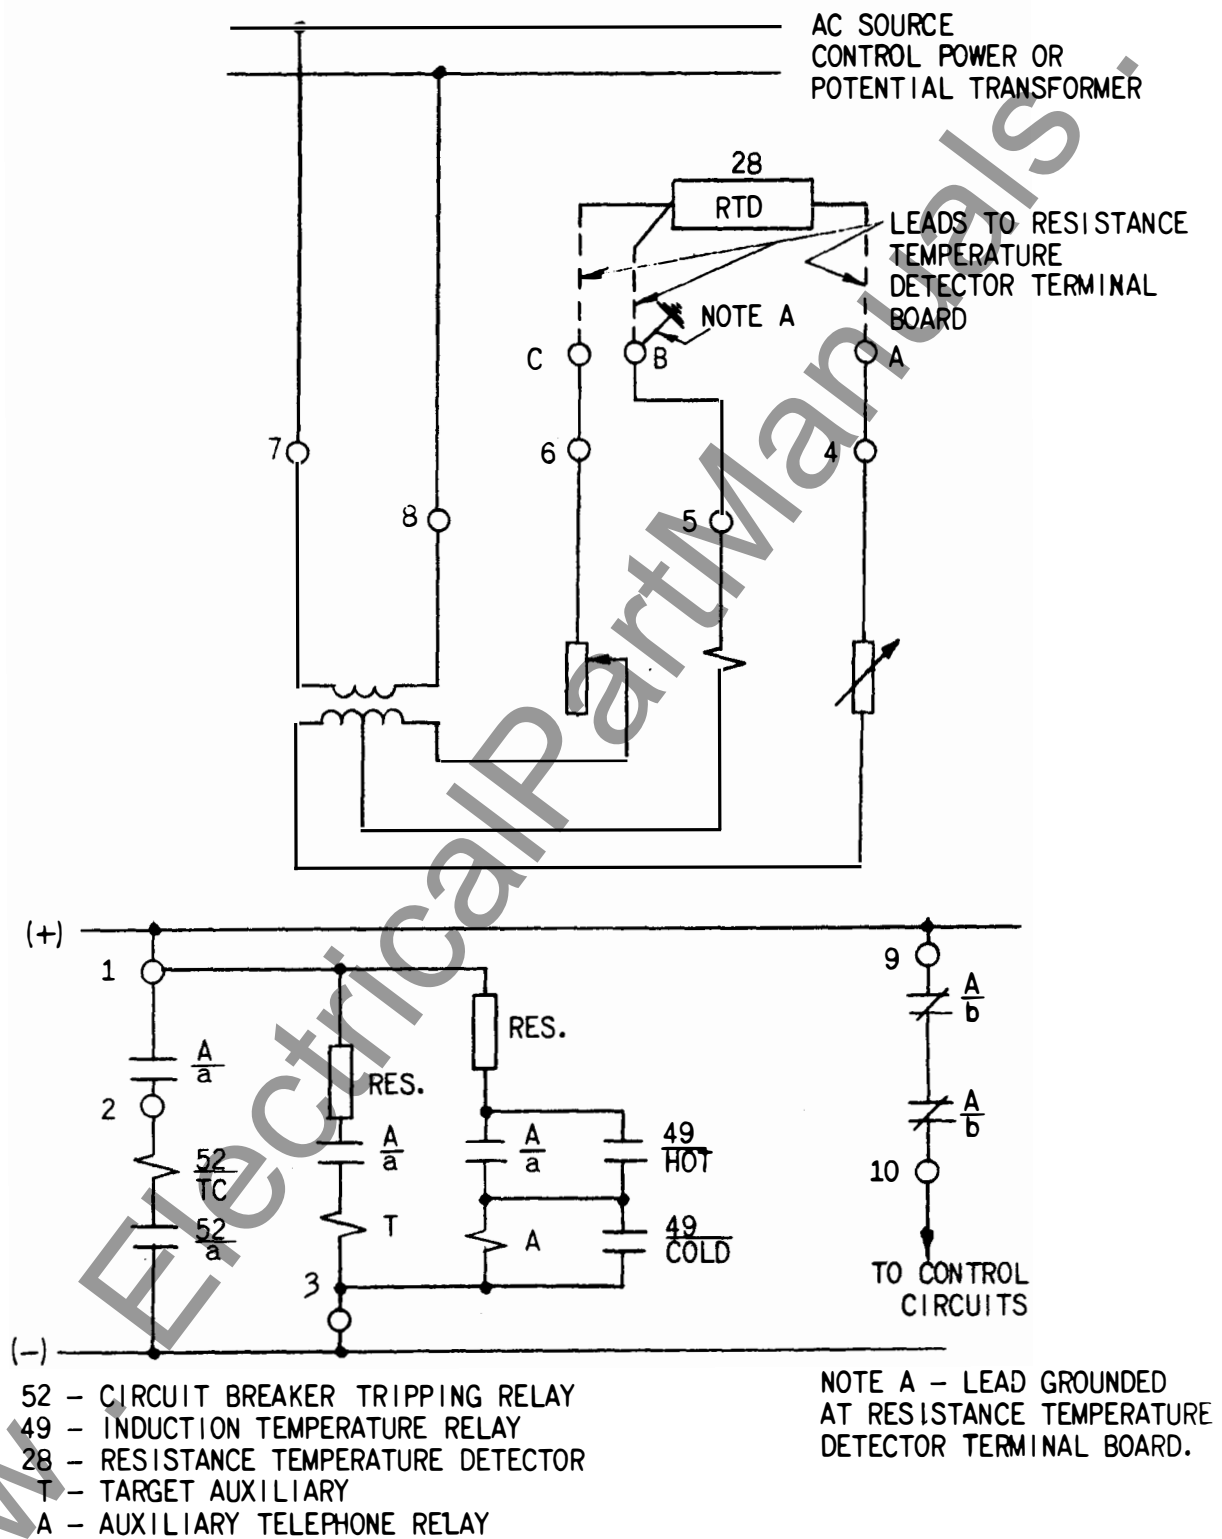 AC SOURCE
CONTROL POWER OR
POTENTIAL TRANSFORMER
28
RTD
LEADS TO RESISTANCE
TEMPERATURE
DETECTOR TERMINAL
BOARD
NOTE A
C
B
A
7
6
4
8
5
(+)
1
9
A
b
RES.
A
a
RES.
2
A
a
A
a
49
HOT
A
b
52
TC
10
52
a
T
A
49
COLD
3
TO CONTROL
CIRCUITS
(-)
52 - CIRCUIT BREAKER TRIPPING RELAY
49 - INDUCTION TEMPERATURE RELAY
28 - RESISTANCE TEMPERATURE DETECTOR
T - TARGET AUXILIARY
A - AUXILIARY TELEPHONE RELAY
NOTE A - LEAD GROUNDED
AT RESISTANCE TEMPERATURE
DETECTOR TERMINAL BOARD.
w . ElectricalPartManuals .